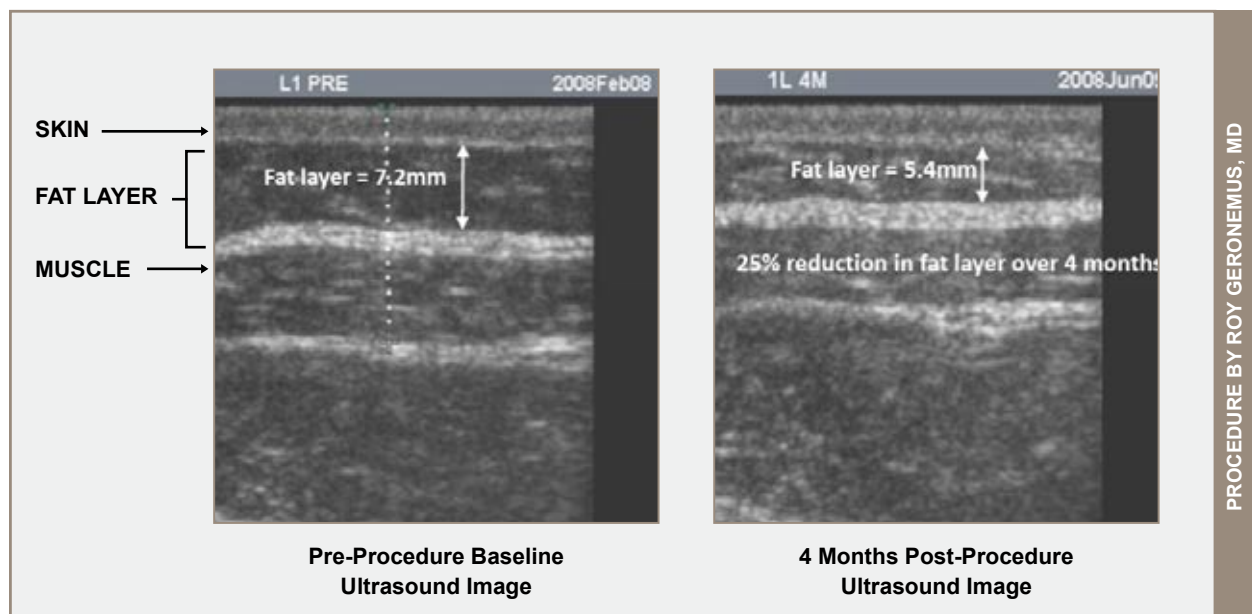 L1 PRE 2008Feb08
1L 4M 2008Jun0
SKIN
FAT LAYER
MUSCLE
Fat layer = 7.2mm
Fat layer = 5.4mm
25% reduction in fat layer over 4 months
Pre-Procedure Baseline
Ultrasound Image
4 Months Post-Procedure
Ultrasound Image
PROCEDURE BY ROY GERONEMUS, MD